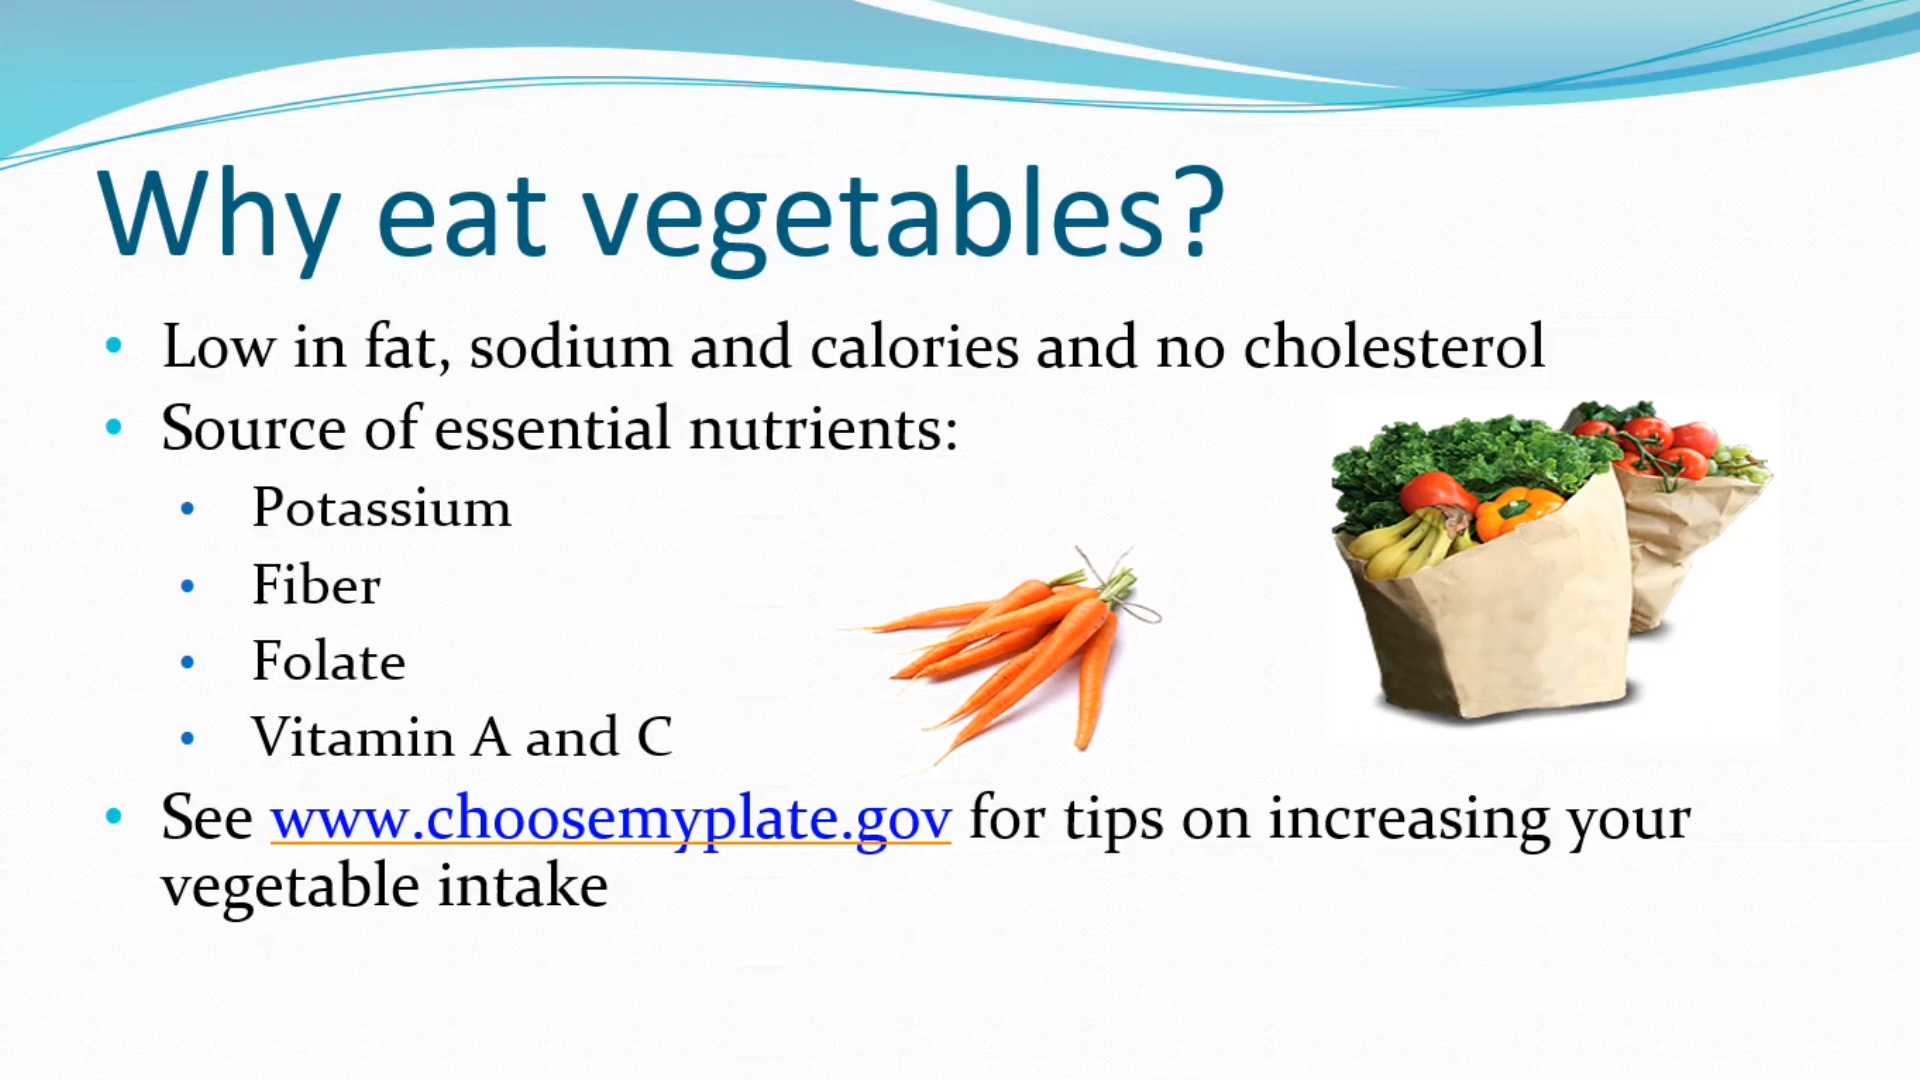 Why eat vegetables?
• Low in fat, sodium and calories and no cholesterol
• Source of essential nutrients:
• Potassium
• Fiber
• Folate
• Vitamin A and C
• See www.choosemyplate.gov for tips on increasing your
vegetable intake